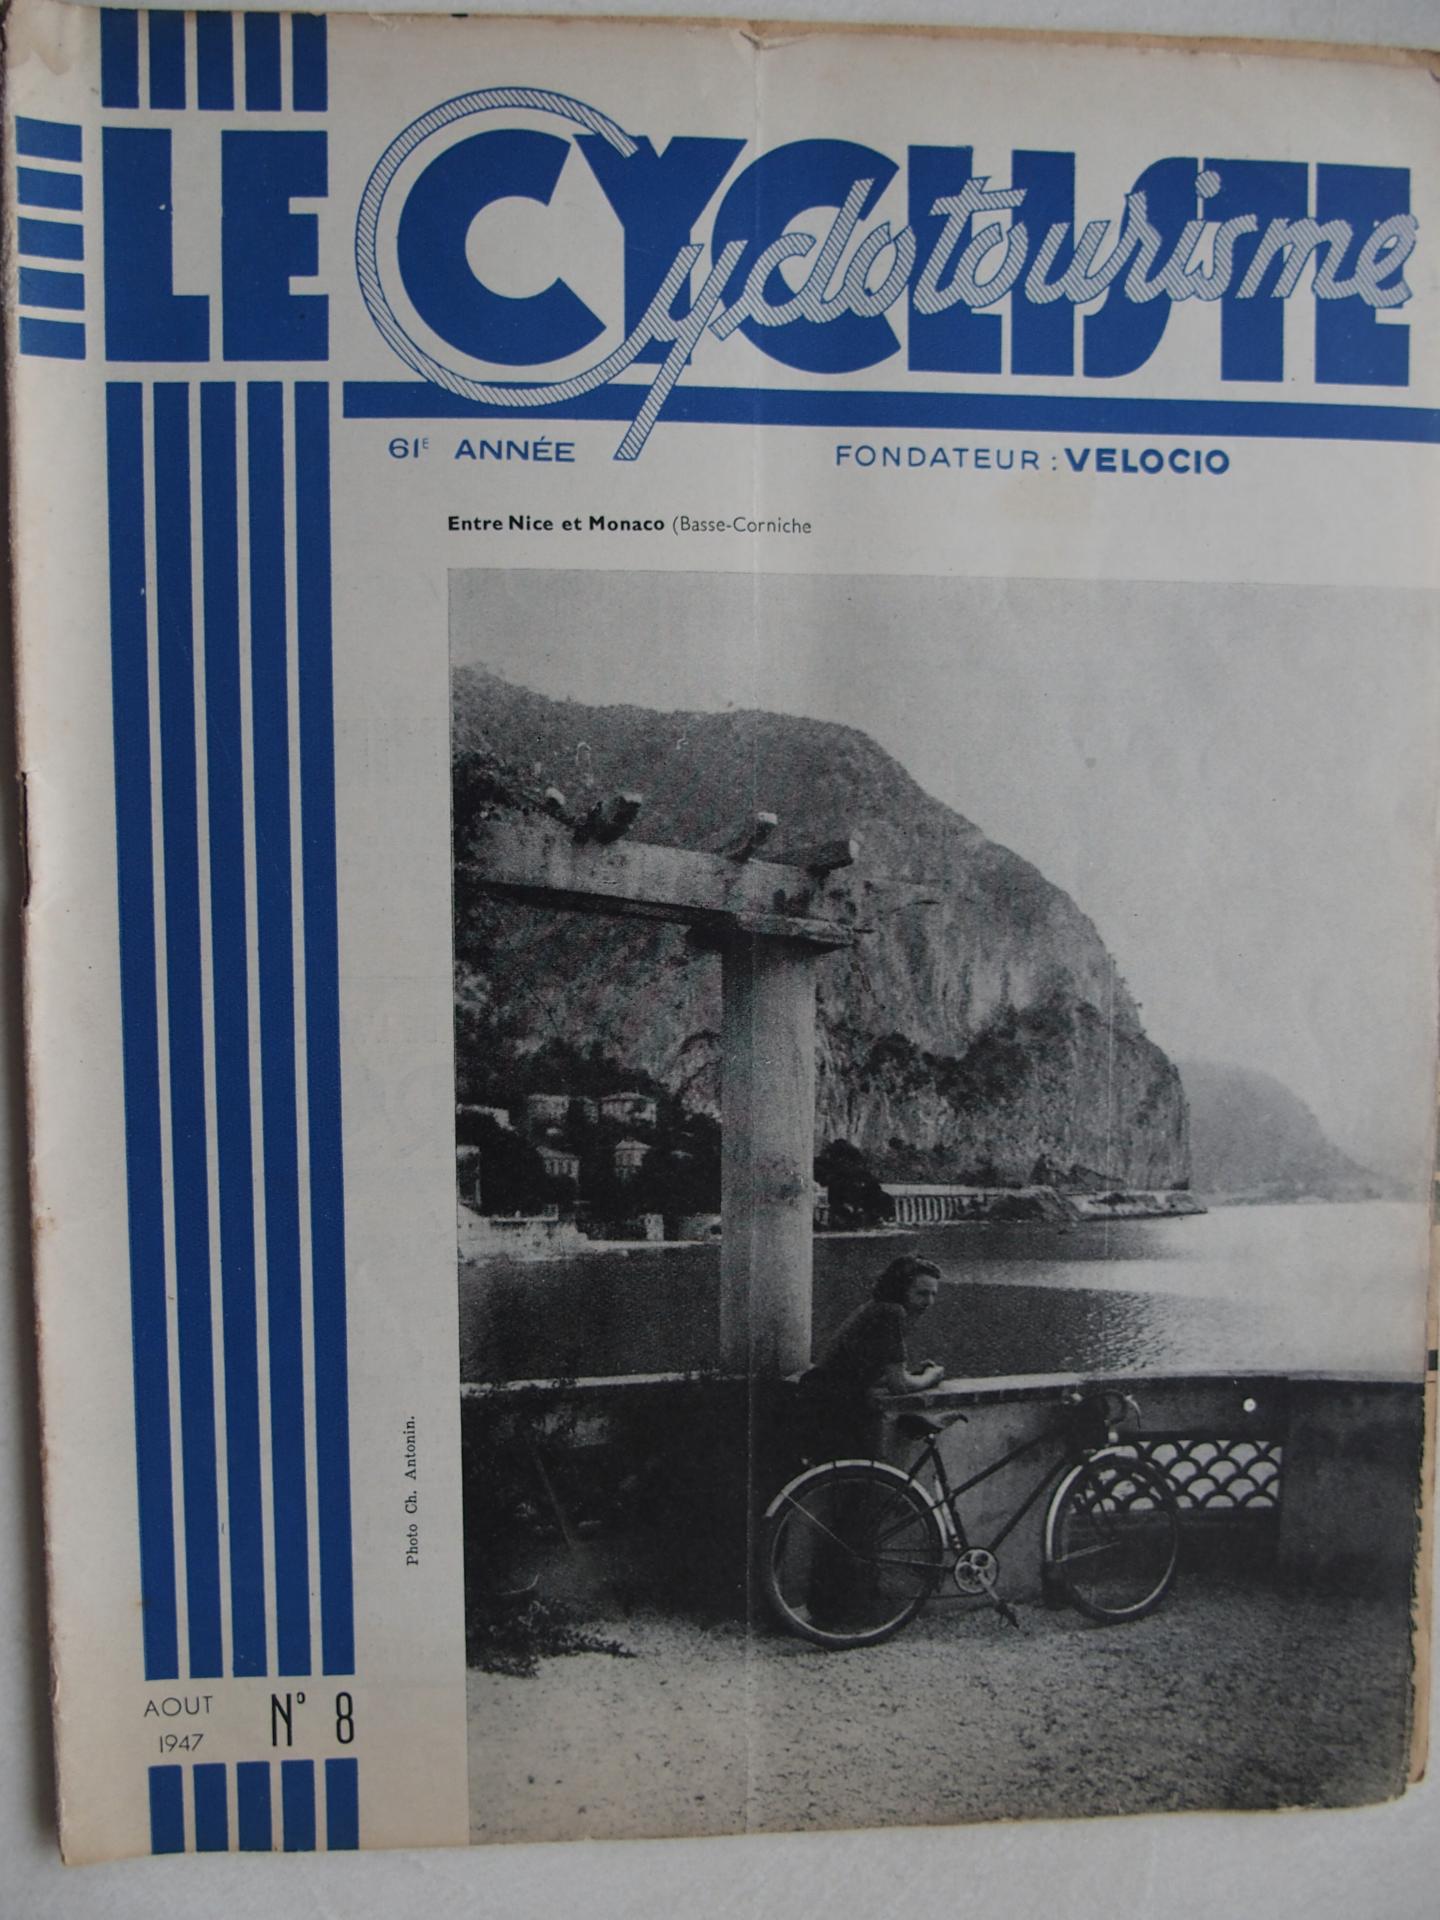 LE CYCLISTE
Cyclotourisme
61E ANNÉE
FONDATEUR : VELOCIO
Entre Nice et Monaco (Basse-Corniche
Photo Ch. Antonin.
AOUT
1947
N° 8